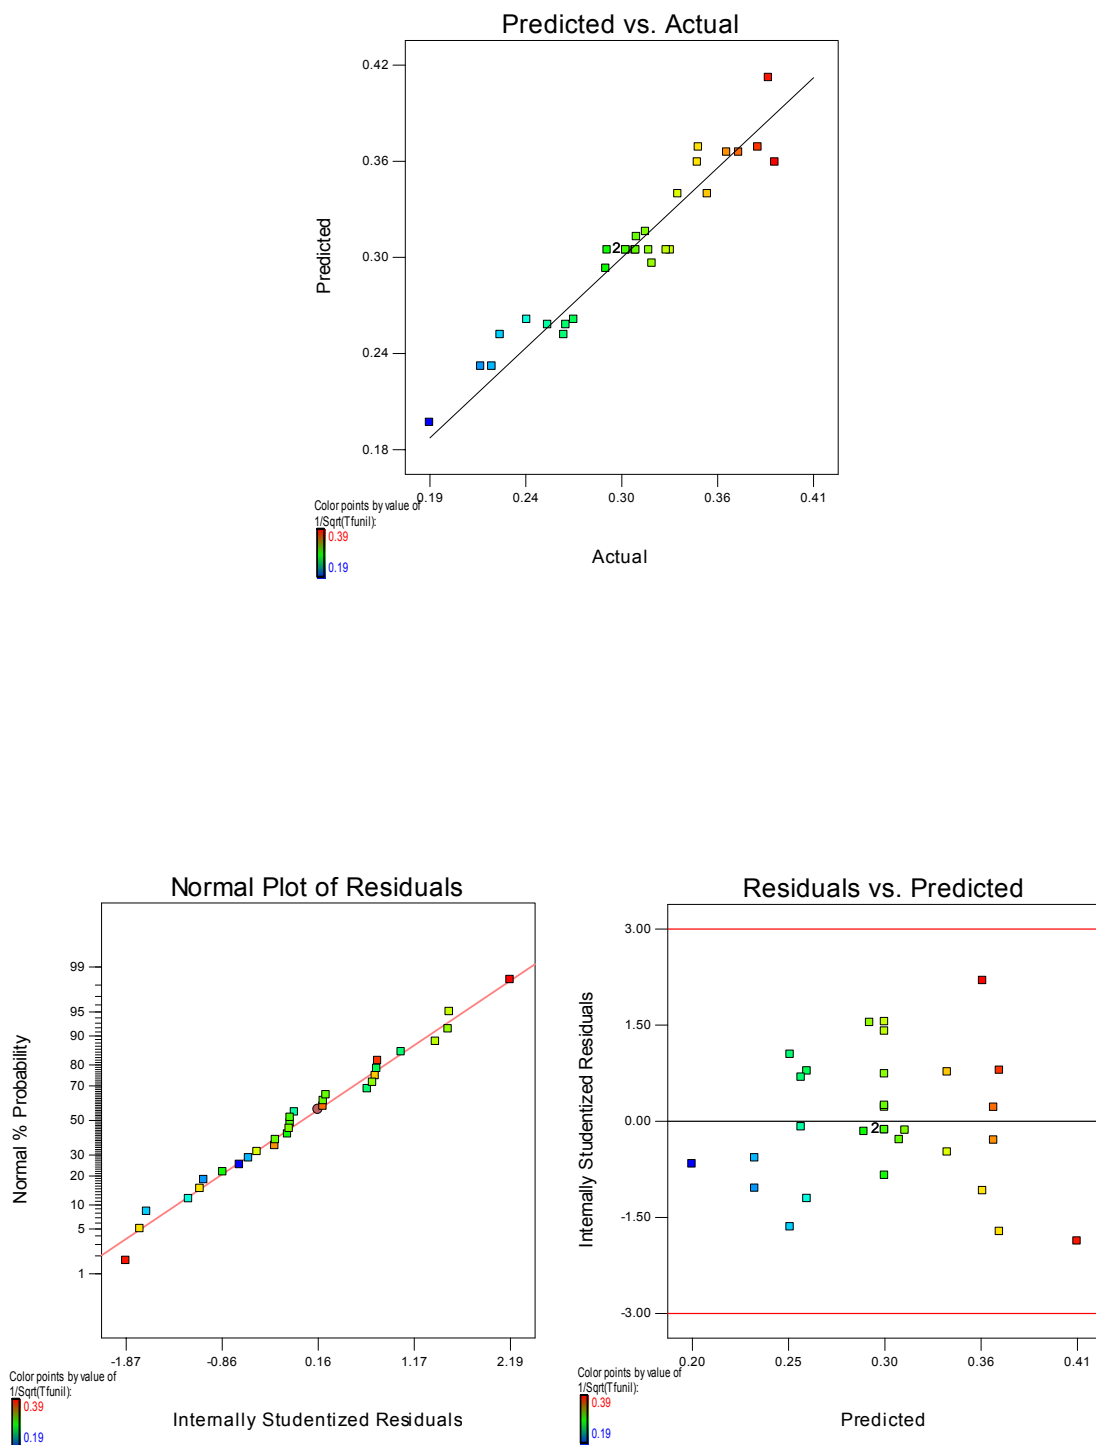 Predicted vs. Actual
Predicted
0.42
0.36
0.30
0.24
0.18
2
0.19
0.24
0.30
0.36
0.41
Actual
Color points by value of
1/Sqrt(Tfunil):
0.39
0.19
Normal Plot of Residuals
Normal % Probability
99
95
90
80
70
50
30
20
10
5
1
-1.87
-0.86
0.16
1.17
2.19
Internally Studentized Residuals
Color points by value of
1/Sqrt(Tfunil):
0.39
0.19
Residuals vs. Predicted
Internally Studentized Residuals
3.00
1.50
0.00
-1.50
-3.00
2
0.20
0.25
0.30
0.36
0.41
Predicted
Color points by value of
1/Sqrt(Tfunil):
0.39
0.19